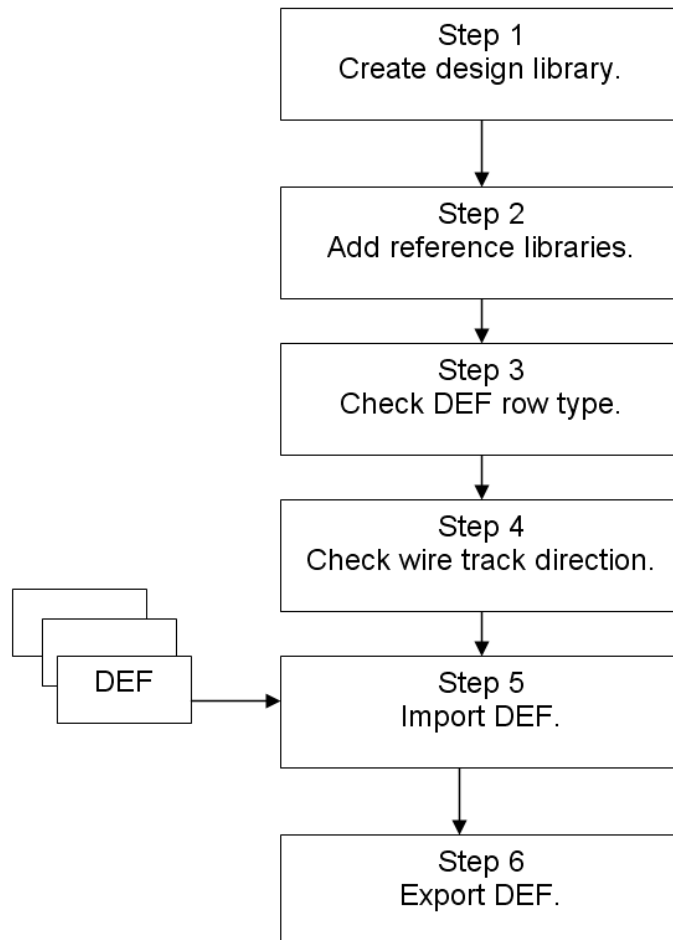 Step 1
Create design library.
Step 2
Add reference libraries.
Step 3
Check DEF row type.
Step 4
Check wire track direction.
DEF
Step 5
Import DEF.
Step 6
Export DEF.